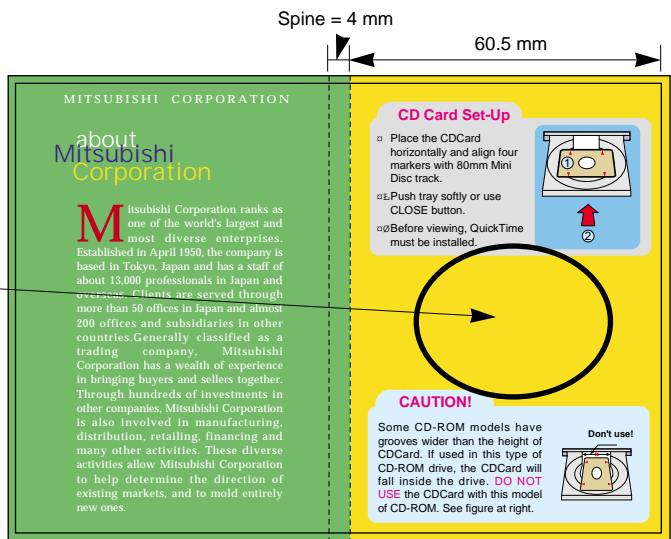 Spine = 4 mm
60.5 mm
MITSUBISHI CORPORATION
about
Mitsubishi
Corporation
Mitsubishi Corporation ranks as
one of the world's largest and
most diverse enterprises.
Established in April 1950, the company is
based in Tokyo, Japan and has a staff of
about 13,000 professionals in Japan and
overseas. Clients are served through
more than 50 offices in Japan and almost
200 offices and subsidiaries in other
countries.Generally classified as a
trading company, Mitsubishi
Corporation has a wealth of experience
in bringing buyers and sellers together.
Through hundreds of investments in
other companies, Mitsubishi Corporation
is also involved in manufacturing,
distribution, retailing, financing and
many other activities. These diverse
activities allow Mitsubishi Corporation
to help determine the direction of
existing markets, and to mold entirely
new ones.
CD Card Set-Up
¤ Place the CDCard
horizontally and align four
markers with 80mm Mini
Disc track.
¤ŁPush tray softly or use
CLOSE button.
¤ØBefore viewing, QuickTime
must be installed.
①
②
CAUTION!
Some CD-ROM models have
grooves wider than the height of
CDCard. If used in this type of
CD-ROM drive, the CDCard will
fall inside the drive. DO NOT
USE the CDCard with this model
of CD-ROM. See figure at right.
Don't use!